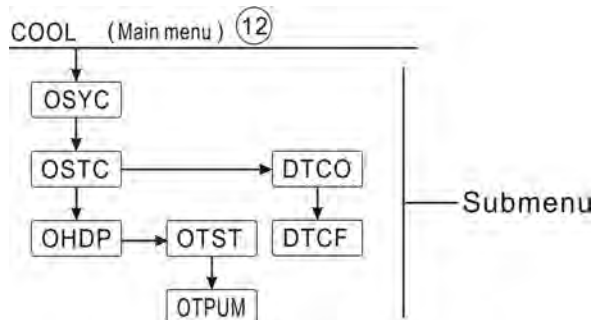 COOL (Main menu) 12
OSYC
OSTC DTCO
Submenu
OHDP OTST DTCF
OTPUM